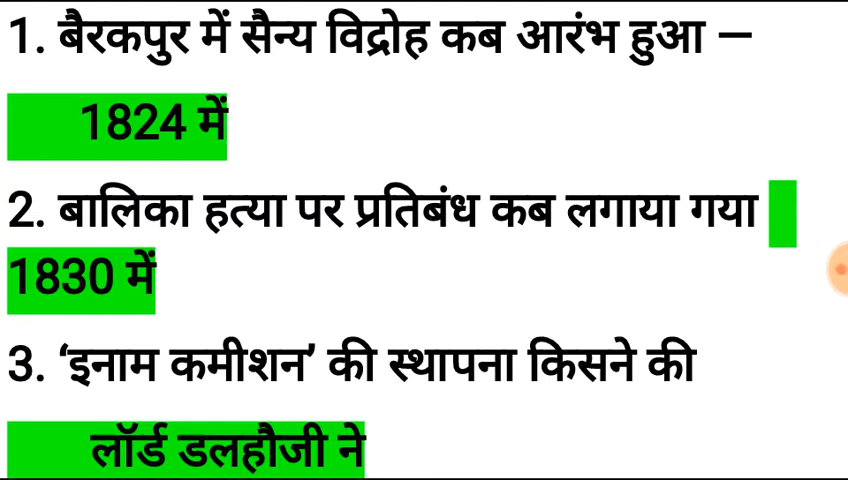 1. बैरकपुर में सैन्य विद्रोह कब आरंभ हुआ —
1824 में
2. बालिका हत्या पर प्रतिबंध कब लगाया गया
1830 में
3. ‘इनाम कमीशन’ की स्थापना किसने की
लॉर्ड डलहौजी ने